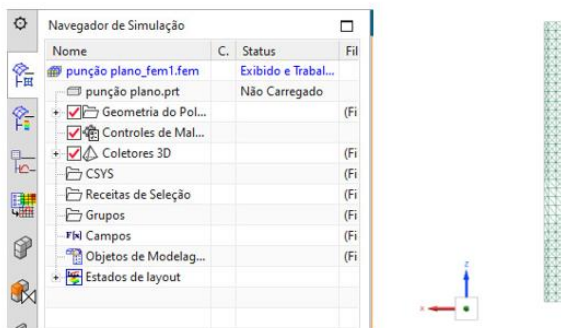 Navegador de Simulação
Nome C. Status Fil
punção plano_fem1.fem Exibido e Trabal...
punção plano.prt Não Carregado
Geometria do Pol... (Fi
Controles de Mal...
Coletores 3D (Fi
CSYS (Fi
Receitas de Seleção (Fi
Grupos (Fi
F(x) Campos (Fi
Objetos de Modelag... (Fi
Estados de layout
z
x